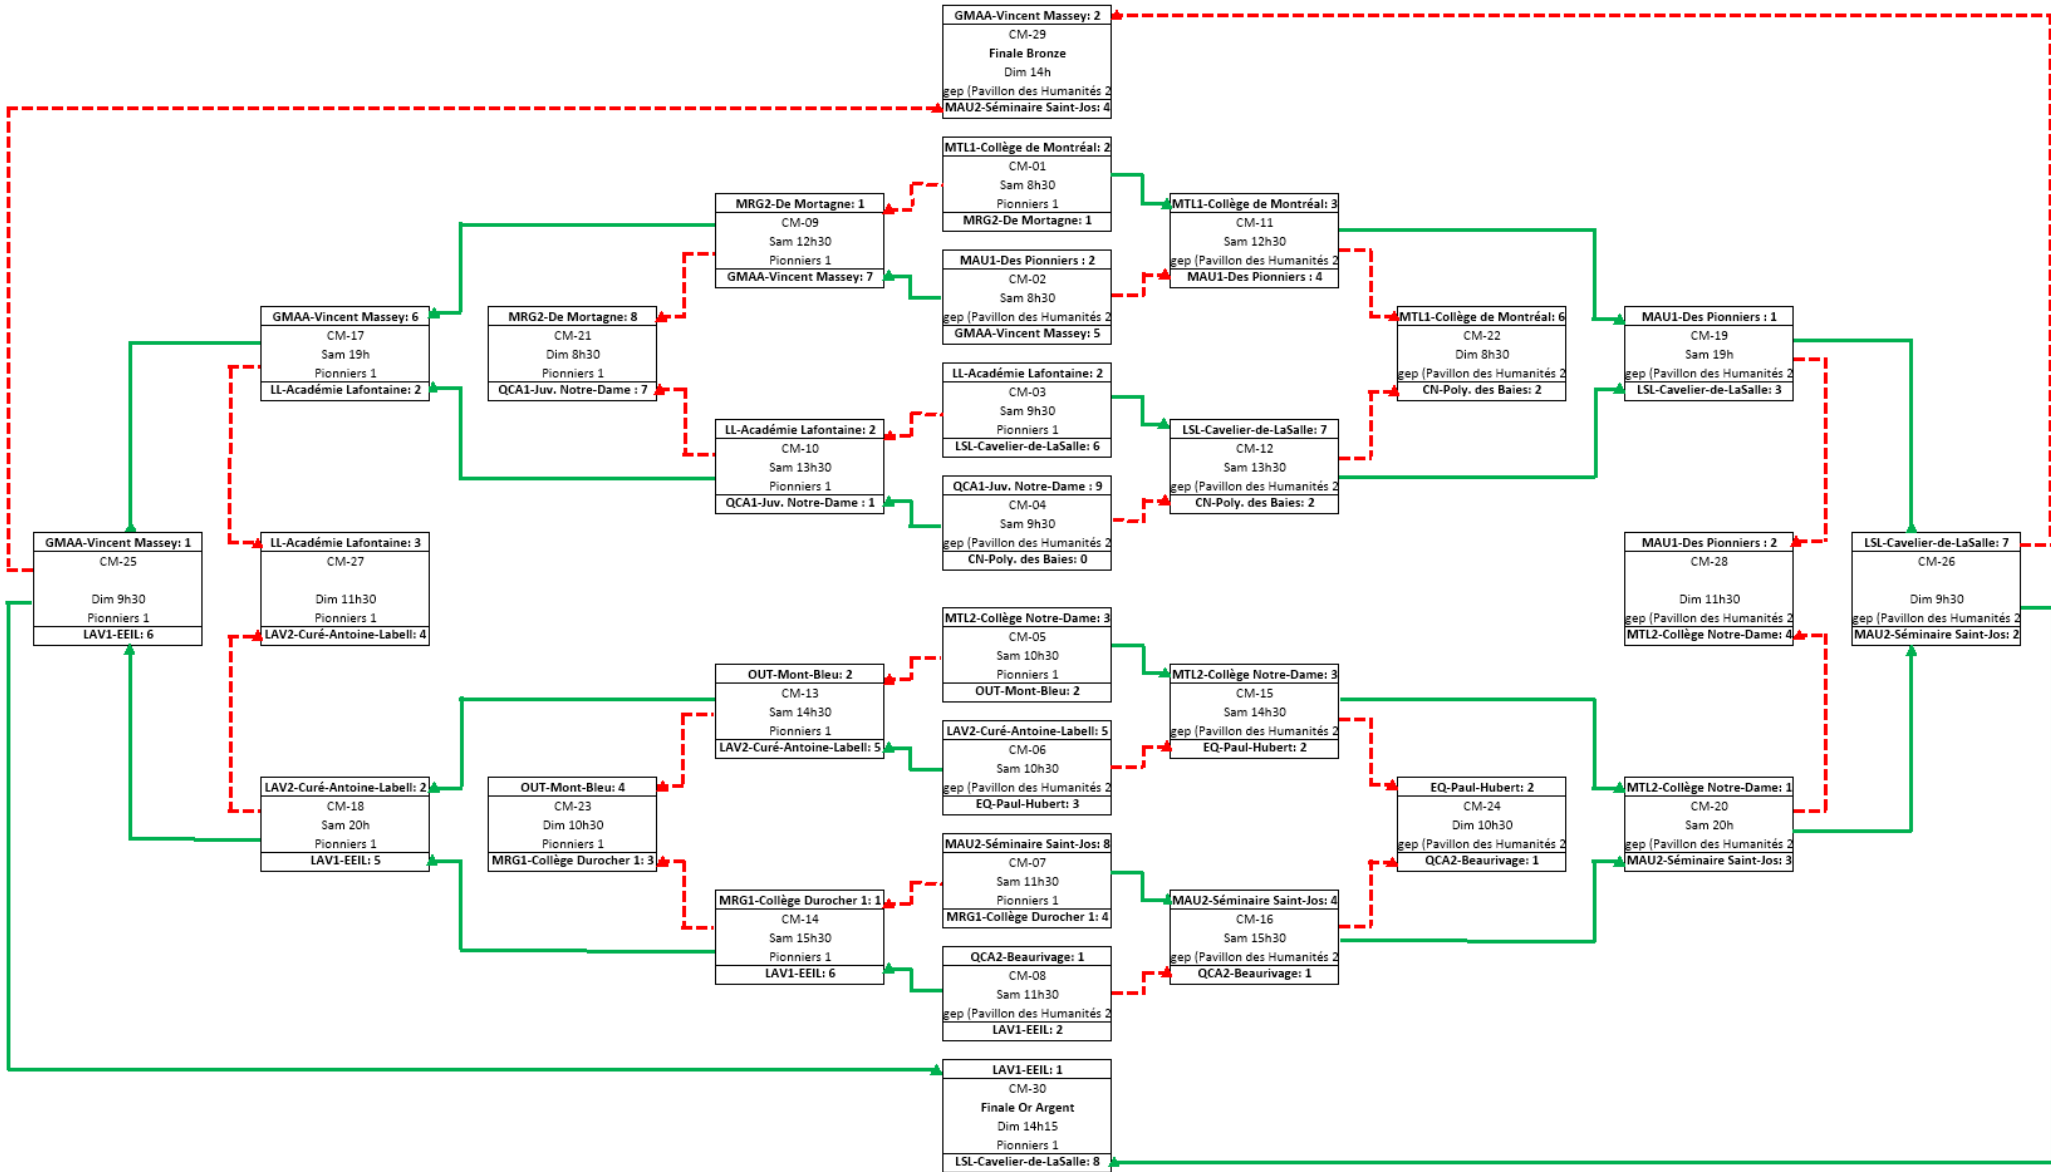 GMAA-Vincent Massey: 2
CM-29
Finale Bronze
Dim 14h
gep (Pavillon des Humanités 2
MAU2-Séminaire Saint-Jos: 4
MTL1-Collège de Montréal: 2
CM-01
Sam 8h30
Pionniers 1
MRG2-De Mortagne: 1
MAU1-Des Pionniers : 2
CM-02
Sam 8h30
gep (Pavillon des Humanités 2
GMAA-Vincent Massey: 5
LL-Académie Lafontaine: 2
CM-03
Sam 9h30
Pionniers 1
LSL-Cavelier-de-LaSalle: 6
QCA1-Juv. Notre-Dame : 9
CM-04
Sam 9h30
gep (Pavillon des Humanités 2
CN-Poly. des Baies: 0
MTL2-Collège Notre-Dame: 3
CM-05
Sam 10h30
Pionniers 1
OUT-Mont-Bleu: 2
LAV2-Curé-Antoine-Labell: 5
CM-06
Sam 10h30
gep (Pavillon des Humanités 2
EQ-Paul-Hubert: 3
MAU2-Séminaire Saint-Jos: 8
CM-07
Sam 11h30
Pionniers 1
MRG1-Collège Durocher 1: 4
QCA2-Beaurivage: 1
CM-08
Sam 11h30
gep (Pavillon des Humanités 2
LAV1-EEIL: 2
MRG2-De Mortagne: 1
CM-09
Sam 12h30
Pionniers 1
GMAA-Vincent Massey: 7
LL-Académie Lafontaine: 2
CM-10
Sam 13h30
Pionniers 1
QCA1-Juv. Notre-Dame : 1
MTL1-Collège de Montréal: 3
CM-11
Sam 12h30
gep (Pavillon des Humanités 2
MAU1-Des Pionniers : 4
LSL-Cavelier-de-LaSalle: 7
CM-12
Sam 13h30
gep (Pavillon des Humanités 2
CN-Poly. des Baies: 2
OUT-Mont-Bleu: 2
CM-13
Sam 14h30
Pionniers 1
LAV2-Curé-Antoine-Labell: 5
MRG1-Collège Durocher 1: 1
CM-14
Sam 15h30
Pionniers 1
LAV1-EEIL: 6
MTL2-Collège Notre-Dame: 3
CM-15
Sam 14h30
gep (Pavillon des Humanités 2
EQ-Paul-Hubert: 2
MAU2-Séminaire Saint-Jos: 4
CM-16
Sam 15h30
gep (Pavillon des Humanités 2
QCA2-Beaurivage: 1
GMAA-Vincent Massey: 6
CM-17
Sam 19h
Pionniers 1
LL-Académie Lafontaine: 2
LAV2-Curé-Antoine-Labell: 2
CM-18
Sam 20h
Pionniers 1
LAV1-EEIL: 5
MAU1-Des Pionniers : 1
CM-19
Sam 19h
gep (Pavillon des Humanités 2
LSL-Cavelier-de-LaSalle: 3
MTL2-Collège Notre-Dame: 1
CM-20
Sam 20h
gep (Pavillon des Humanités 2
MAU2-Séminaire Saint-Jos: 3
MRG2-De Mortagne: 8
CM-21
Dim 8h30
Pionniers 1
QCA1-Juv. Notre-Dame : 7
MTL1-Collège de Montréal: 6
CM-22
Dim 8h30
gep (Pavillon des Humanités 2
CN-Poly. des Baies: 2
OUT-Mont-Bleu: 4
CM-23
Dim 10h30
Pionniers 1
MRG1-Collège Durocher 1: 3
EQ-Paul-Hubert: 2
CM-24
Dim 10h30
gep (Pavillon des Humanités 2
QCA2-Beaurivage: 1
GMAA-Vincent Massey: 1
CM-25
Dim 9h30
Pionniers 1
LAV1-EEIL: 6
LSL-Cavelier-de-LaSalle: 7
CM-26
Dim 9h30
gep (Pavillon des Humanités 2
MAU2-Séminaire Saint-Jos: 2
LL-Académie Lafontaine: 3
CM-27
Dim 11h30
Pionniers 1
LAV2-Curé-Antoine-Labell: 4
MAU1-Des Pionniers : 2
CM-28
Dim 11h30
gep (Pavillon des Humanités 2
MTL2-Collège Notre-Dame: 4
LAV1-EEIL: 1
CM-30
Finale Or Argent
Dim 14h15
Pionniers 1
LSL-Cavelier-de-LaSalle: 8